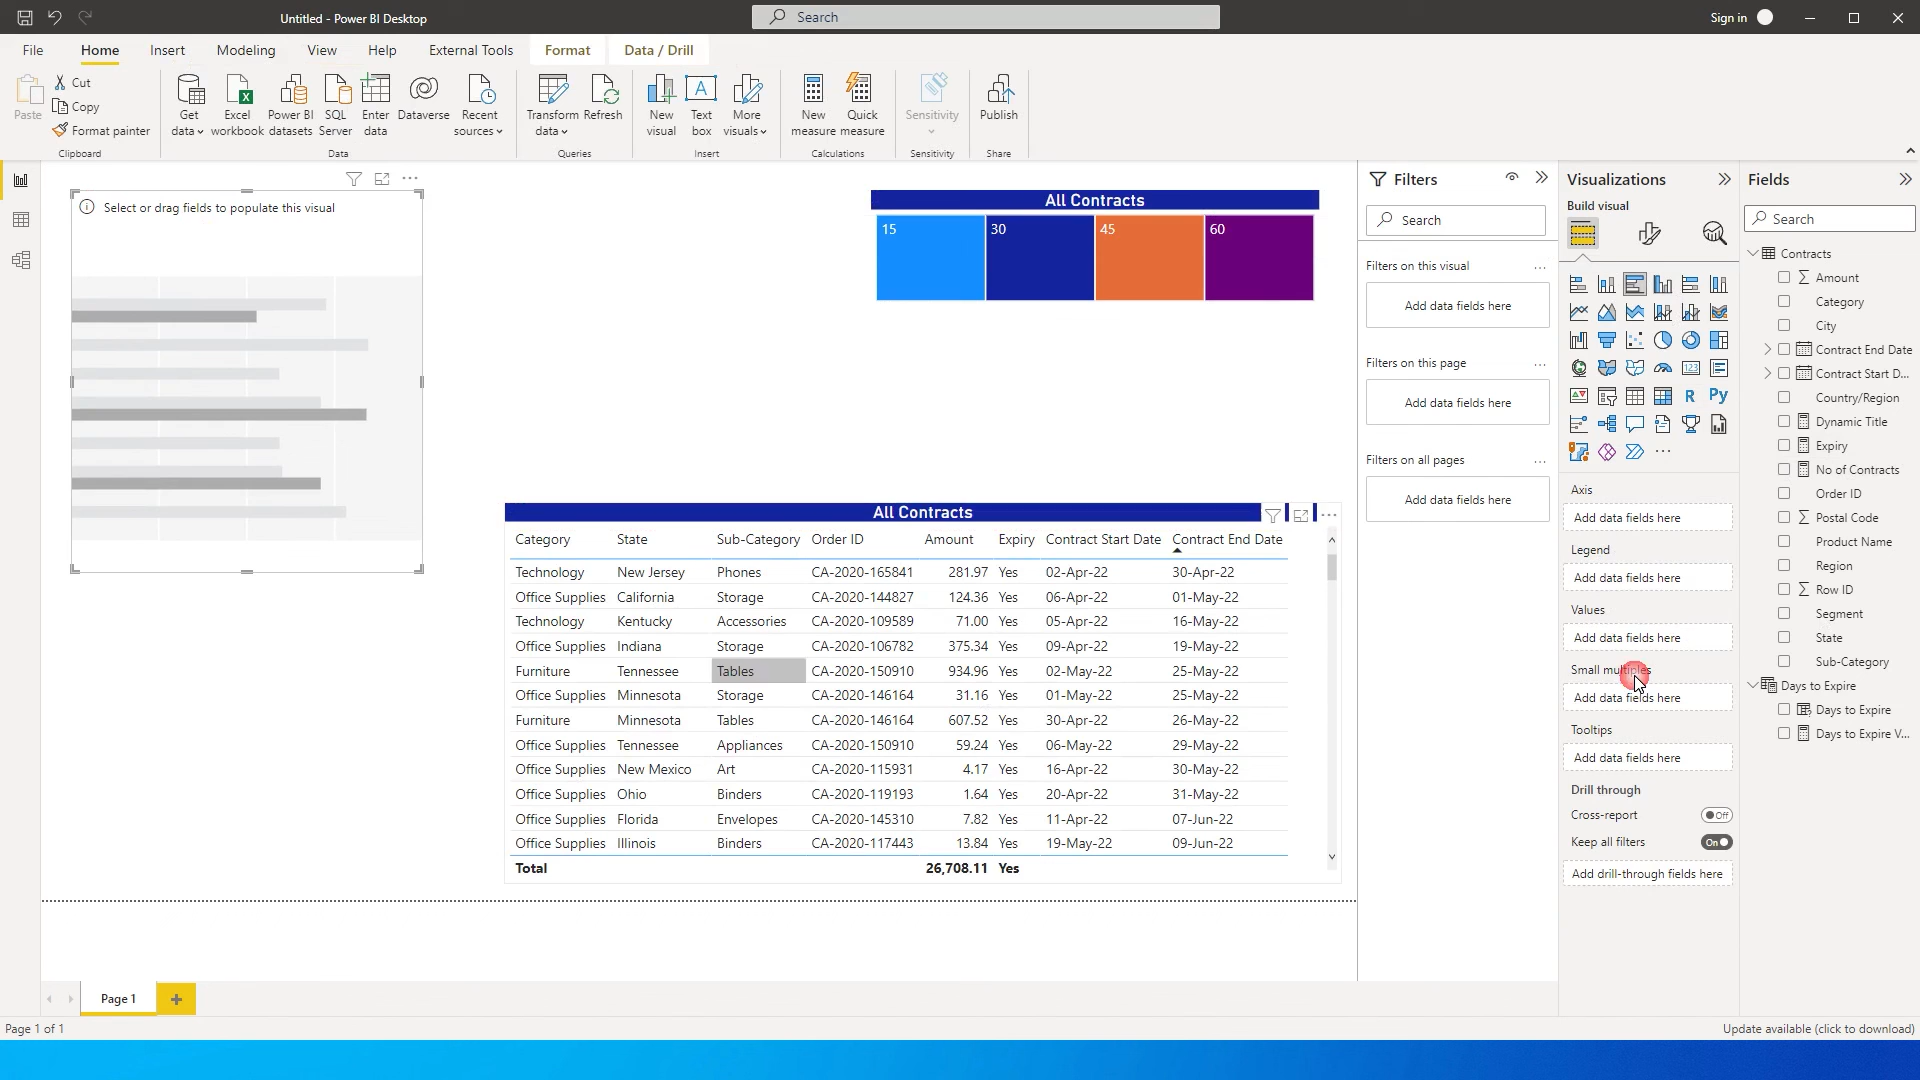 Untitled - Power BI Desktop
Search
Sign in
File
Home
Insert
Modeling
View
Help
External Tools
Format
Data / Drill
Paste
Cut
Copy
Format painter
Clipboard
Get data
Excel workbook
Power BI datasets
SQL Server
Enter data
Dataverse
Recent sources
Data
Transform data
Refresh
Queries
New visual
Text box
More visuals
Insert
New measure
Quick measure
Calculations
Sensitivity
Sensitivity
Publish
Share
Select or drag fields to populate this visual
All Contracts
15 30 45 60
All Contracts
Category State Sub-Category Order ID Amount Expiry Contract Start Date Contract End Date
Technology New Jersey Phones CA-2020-165841 281.97 Yes 02-Apr-22 30-Apr-22
Office Supplies California Storage CA-2020-144827 124.36 Yes 06-Apr-22 01-May-22
Technology Kentucky Accessories CA-2020-109589 71.00 Yes 05-Apr-22 16-May-22
Office Supplies Indiana Storage CA-2020-106782 375.34 Yes 09-Apr-22 19-May-22
Furniture Tennessee Tables CA-2020-150910 934.96 Yes 02-May-22 25-May-22
Office Supplies Minnesota Storage CA-2020-146164 31.16 Yes 01-May-22 25-May-22
Furniture Minnesota Tables CA-2020-146164 607.52 Yes 30-Apr-22 26-May-22
Office Supplies Tennessee Appliances CA-2020-150910 59.24 Yes 06-May-22 29-May-22
Office Supplies New Mexico Art CA-2020-115931 4.17 Yes 16-Apr-22 30-May-22
Office Supplies Ohio Binders CA-2020-119193 1.64 Yes 20-Apr-22 31-May-22
Office Supplies Florida Envelopes CA-2020-145310 7.82 Yes 11-Apr-22 07-Jun-22
Office Supplies Illinois Binders CA-2020-117443 13.84 Yes 19-May-22 09-Jun-22
Total 26,708.11 Yes
Filters
Search
Filters on this visual
Add data fields here
Filters on this page
Add data fields here
Filters on all pages
Add data fields here
Visualizations
Build visual
123
R
Py
Axis
Add data fields here
Legend
Add data fields here
Values
Add data fields here
Small multiples
Add data fields here
Tooltips
Add data fields here
Drill through
Cross-report Off
Keep all filters On
Add drill-through fields here
Fields
Search
Contracts
Amount
Category
City
Contract End Date
Contract Start D...
Country/Region
Dynamic Title
Expiry
No of Contracts
Order ID
Postal Code
Product Name
Region
Row ID
Segment
State
Sub-Category
Days to Expire
Days to Expire
Days to Expire V...
Page 1
Page 1 of 1
Update available (click to download)